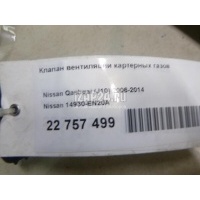 Клапан вентиляции картерных газов
Nissan Qashqai (J10) 2006-2014
Nissan 14930-EN20A
22 757 499